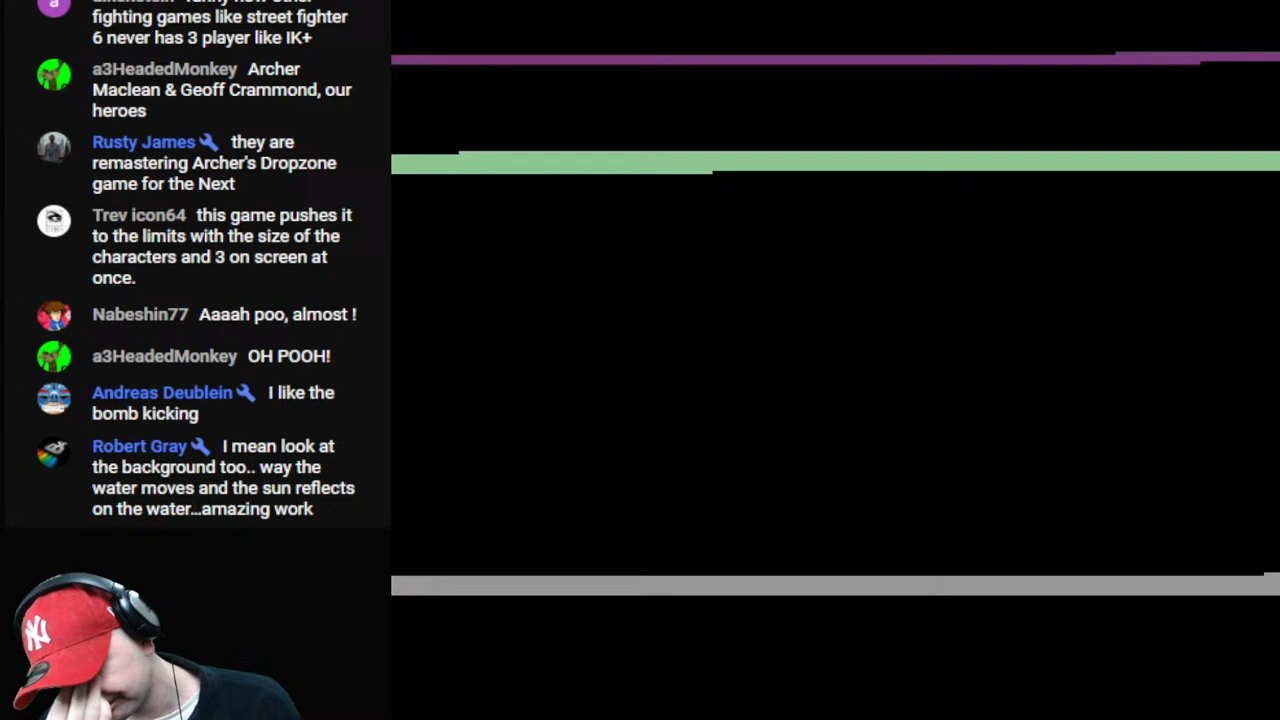 fighting games like street fighter
6 never has 3 player like IK+
a3HeadedMonkey Archer
Maclean & Geoff Crammond, our
heroes
Rusty James they are
remastering Archer's Dropzone
game for the Next
Trev icon64 this game pushes it
to the limits with the size of the
characters and 3 on screen at
once.
Nabeshin77 Aaaah poo, almost !
a3HeadedMonkey OH POOH!
Andreas Deublein I like the
bomb kicking
Robert Gray I mean look at
the background too.. way the
water moves and the sun reflects
on the water...amazing work